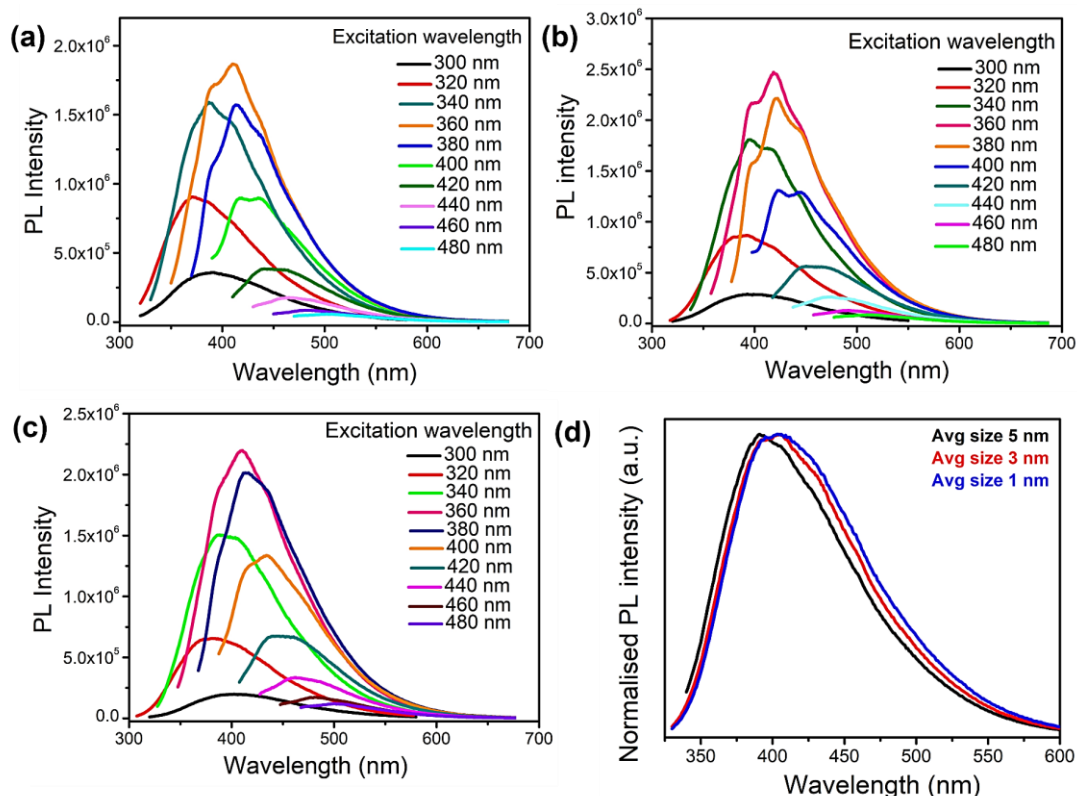 (a)
PL Intensity
2.0x10⁶
1.5x10⁶
1.0x10⁶
5.0x10⁵
0.0
300 400 500 600 700
Wavelength (nm)
Excitation wavelength
300 nm
320 nm
340 nm
360 nm
380 nm
400 nm
420 nm
440 nm
460 nm
480 nm
(b)
PL intensity
3.0x10⁶
2.5x10⁶
2.0x10⁶
1.5x10⁶
1.0x10⁶
5.0x10⁵
0.0
300 400 500 600 700
Wavelength (nm)
Excitation wavelength
300 nm
320 nm
340 nm
360 nm
380 nm
400 nm
420 nm
440 nm
460 nm
480 nm
(c)
PL Intensity
2.5x10⁶
2.0x10⁶
1.5x10⁶
1.0x10⁶
5.0x10⁵
0.0
300 400 500 600 700
Wavelength (nm)
Excitation wavelength
300 nm
320 nm
340 nm
360 nm
380 nm
400 nm
420 nm
440 nm
460 nm
480 nm
(d)
Normalised PL intensity (a.u.)
Avg size 5 nm
Avg size 3 nm
Avg size 1 nm
350 400 450 500 550 600
Wavelength (nm)